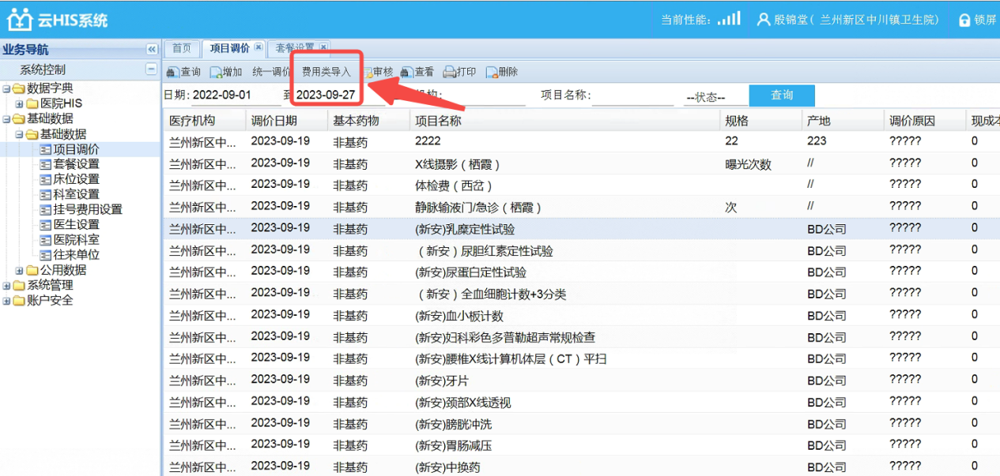 云HIS系统 当前性能: 殷锦堂( 兰州新区中川镇卫生院) 锁屏
业务导航 首页 项目调价 套餐设置
系统控制 查询 增加 统一调价 费用类导入 审核 查看 打印 删除
数据字典
医院HIS
基础数据
基础数据
项目调价
套餐设置
床位设置
科室设置
挂号费用设置
医生设置
医院科室
往来单位
公用数据
系统管理
账户安全
日期: 2022-09-01 到 2023-09-27 机构: 项目名称: --状态-- 查询
医疗机构 调价日期 基本药物 项目名称 规格 产地 调价原因 现成本
兰州新区中... 2023-09-19 非基药 2222 22 223 ????? 0
兰州新区中... 2023-09-19 非基药 X线摄影（栖霞） 曝光次数 // ????? 0
兰州新区中... 2023-09-19 非基药 体检费（西岔） // ????? 0
兰州新区中... 2023-09-19 非基药 静脉输液门/急诊（栖霞） 次 // ????? 0
兰州新区中... 2023-09-19 非基药 (新安)乳糜定性试验 BD公司 ????? 0
兰州新区中... 2023-09-19 非基药 （新安）尿胆红素定性试验 BD公司 ????? 0
兰州新区中... 2023-09-19 非基药 (新安)尿蛋白定性试验 BD公司 ????? 0
兰州新区中... 2023-09-19 非基药 （新安）全血细胞计数+3分类 BD公司 ????? 0
兰州新区中... 2023-09-19 非基药 (新安)血小板计数 BD公司 ????? 0
兰州新区中... 2023-09-19 非基药 (新安)妇科彩色多普勒超声常规检查 BD公司 ????? 0
兰州新区中... 2023-09-19 非基药 (新安)腰椎X线计算机体层（CT）平扫 BD公司 ????? 0
兰州新区中... 2023-09-19 非基药 (新安)牙片 BD公司 ????? 0
兰州新区中... 2023-09-19 非基药 (新安)颈部X线透视 BD公司 ????? 0
兰州新区中... 2023-09-19 非基药 (新安)膀胱冲洗 BD公司 ????? 0
兰州新区中... 2023-09-19 非基药 (新安)胃肠减压 BD公司 ????? 0
兰州新区中... 2023-09-19 非基药 (新安)中换药 BD公司 ????? 0